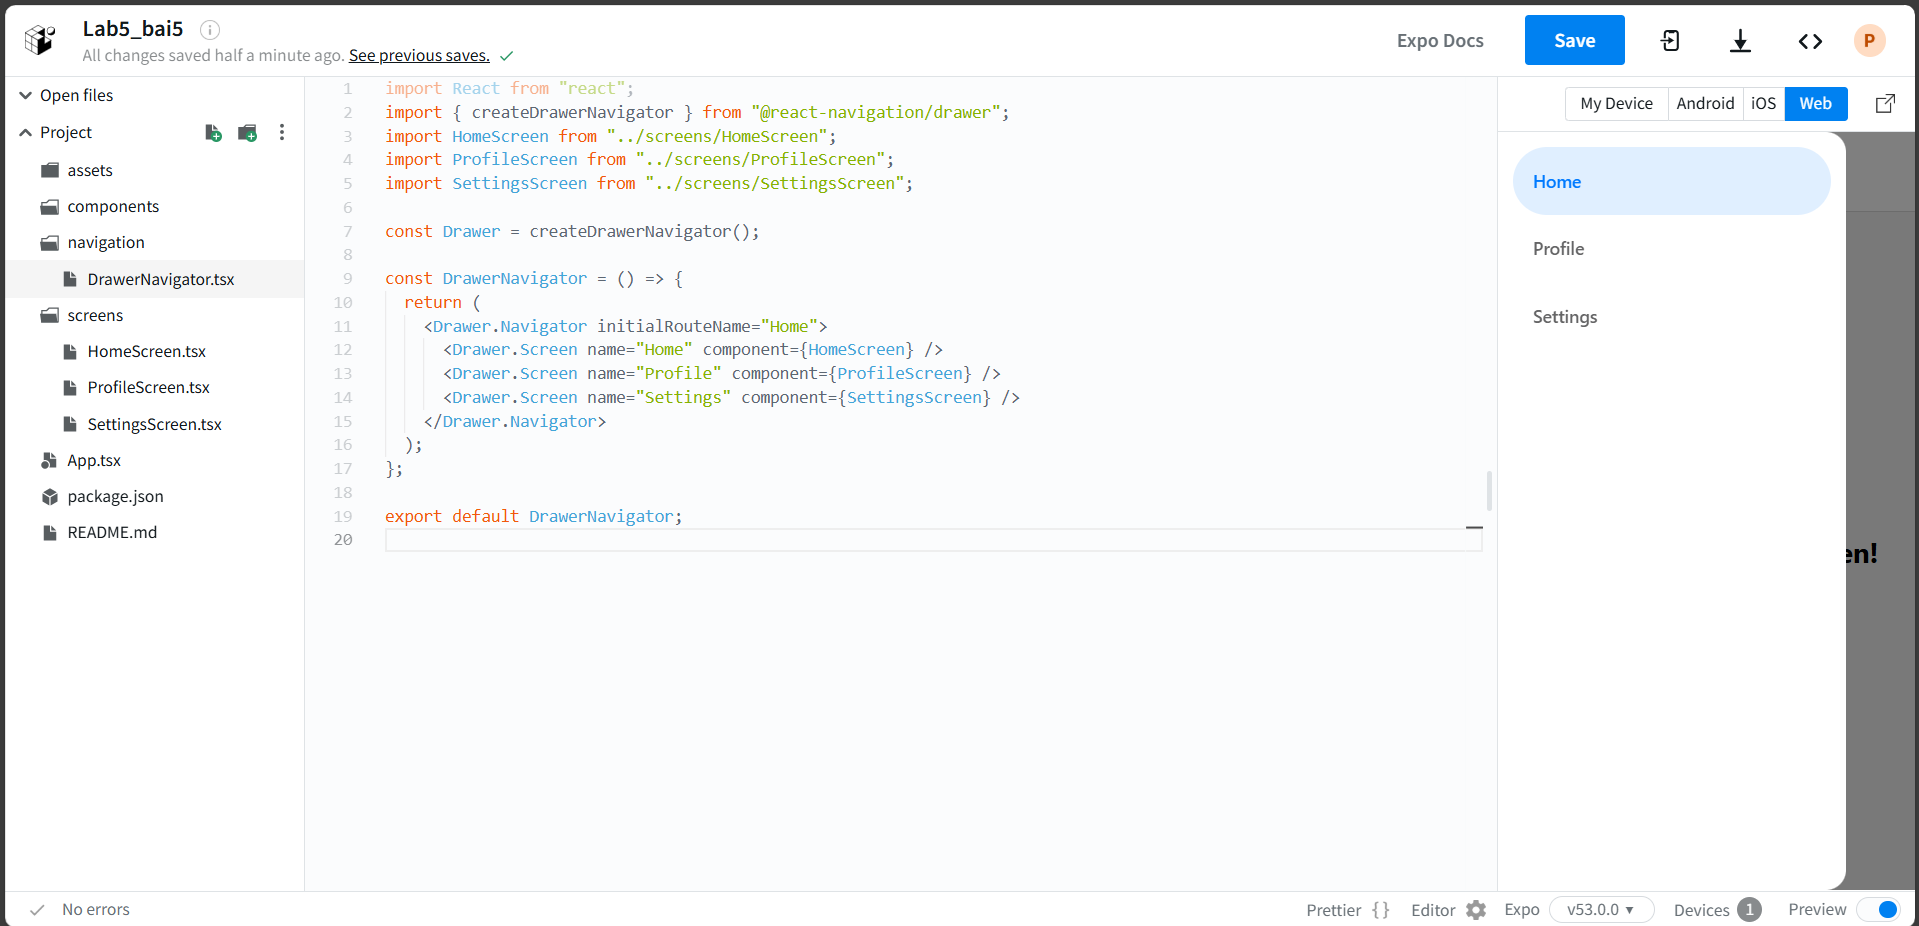 Lab5_bai5
All changes saved half a minute ago. See previous saves.
Expo Docs
Save
P
Open files
Project
assets
components
navigation
DrawerNavigator.tsx
screens
HomeScreen.tsx
ProfileScreen.tsx
SettingsScreen.tsx
App.tsx
package.json
README.md
1 import React from "react";
2 import { createDrawerNavigator } from "@react-navigation/drawer";
3 import HomeScreen from "../screens/HomeScreen";
4 import ProfileScreen from "../screens/ProfileScreen";
5 import SettingsScreen from "../screens/SettingsScreen";
6
7 const Drawer = createDrawerNavigator();
8
9 const DrawerNavigator = () => {
10 return (
11 <Drawer.Navigator initialRouteName="Home">
12 <Drawer.Screen name="Home" component={HomeScreen} />
13 <Drawer.Screen name="Profile" component={ProfileScreen} />
14 <Drawer.Screen name="Settings" component={SettingsScreen} />
15 </Drawer.Navigator>
16 );
17 };
18
19 export default DrawerNavigator;
20
My Device Android iOS Web
Home
Profile
Settings
en!
No errors
Prettier {} Editor Expo v53.0.0 Devices 1 Preview